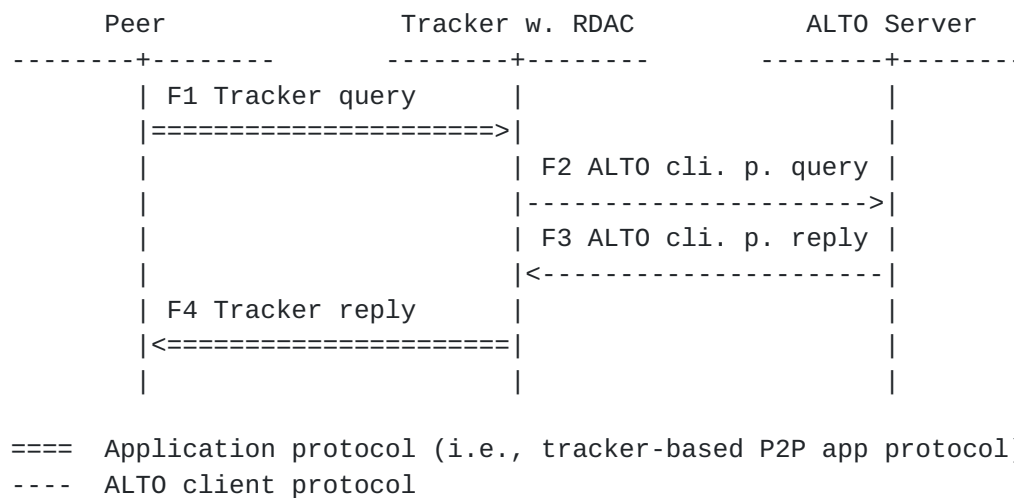 Peer               Tracker w. RDAC           ALTO Server
--------+--------       --------+--------       --------+--------
        | F1 Tracker query      |                       |
        |======================>|                       |
        |                       | F2 ALTO cli. p. query |
        |                       |---------------------->|
        |                       | F3 ALTO cli. p. reply |
        |                       |<----------------------|
        | F4 Tracker reply      |                       |
        |<======================|                       |
        |                       |                       |

====  Application protocol (i.e., tracker-based P2P app protocol)
----  ALTO client protocol